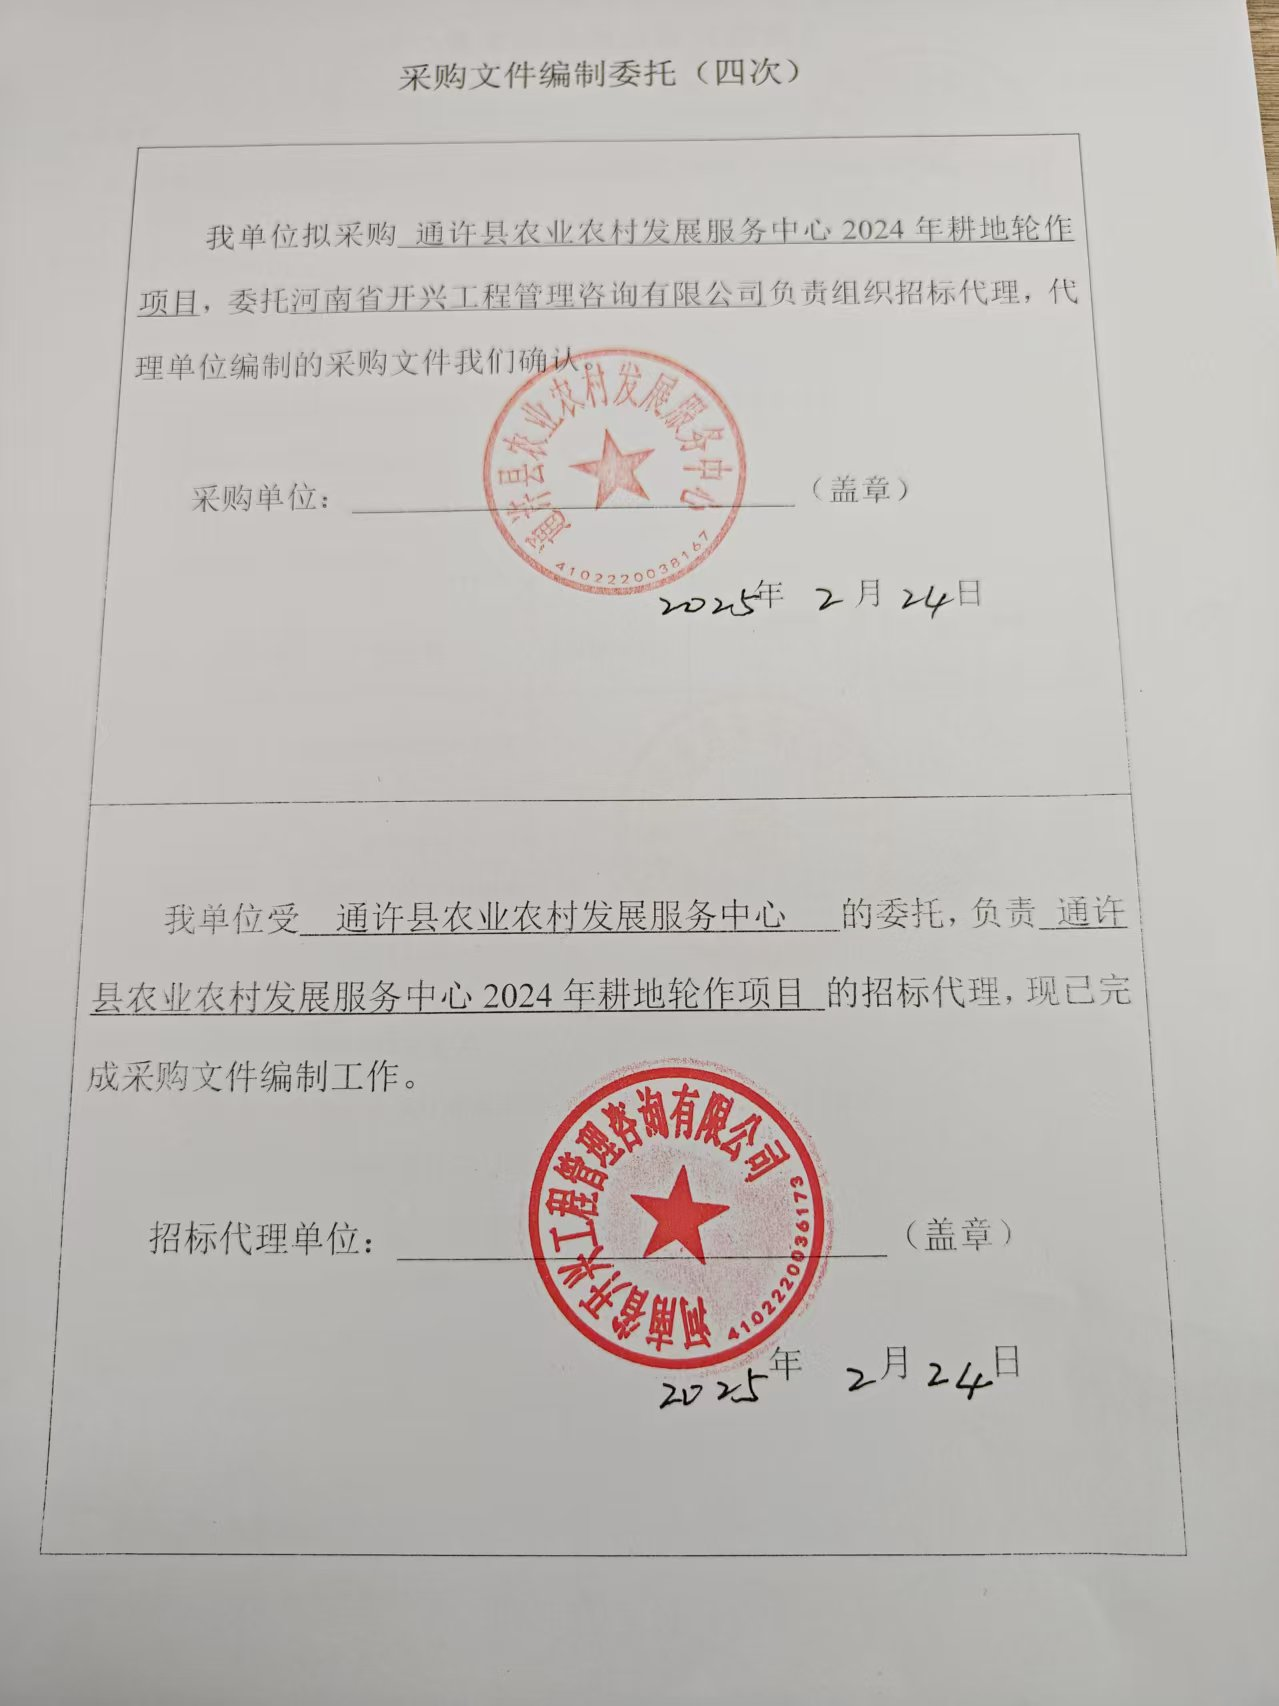 采购文件编制委托（四次）
我单位拟采购 通许县农业农村发展服务中心 2024 年耕地轮作
项目，委托河南省开兴工程管理咨询有限公司负责组织招标代理，代
理单位编制的采购文件我们确认。
通许县农业农村发展服务中心
采购单位：（盖章）
4102220038167
2025年 2月24日
我单位受 通许县农业农村发展服务中心 的委托，负责 通许
县农业农村发展服务中心 2024 年耕地轮作项目 的招标代理，现已完
成采购文件编制工作。
河南省开兴工程管理咨询有限公司
招标代理单位：（盖章）
4102220036173
2025年 2月24日